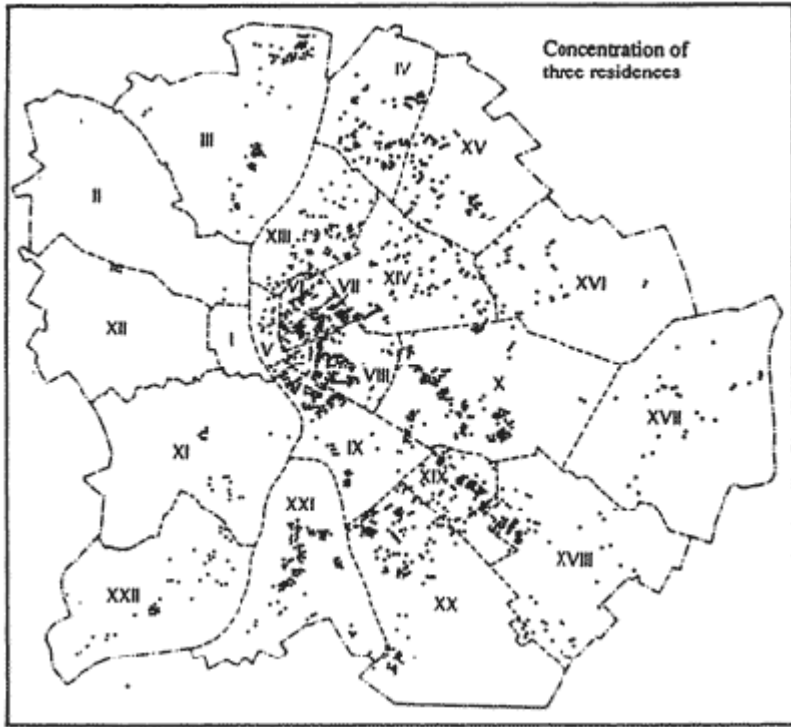 Concentration of
three residences
IV
III
XV
II
XIII
VI
VII
XIV
XVI
XII
I
V
VIII
X
XVII
XI
IX
XIX
XXI
XVIII
XXII
XX